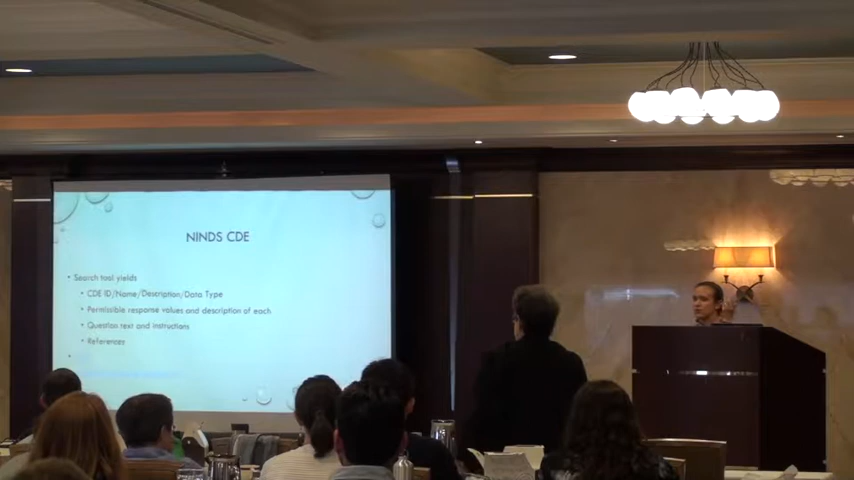 NINDS CDE
• Search tool yields
• CDE ID/Name/Description/Data Type
• Permissible response values and description of each
• Question text and instructions
• References